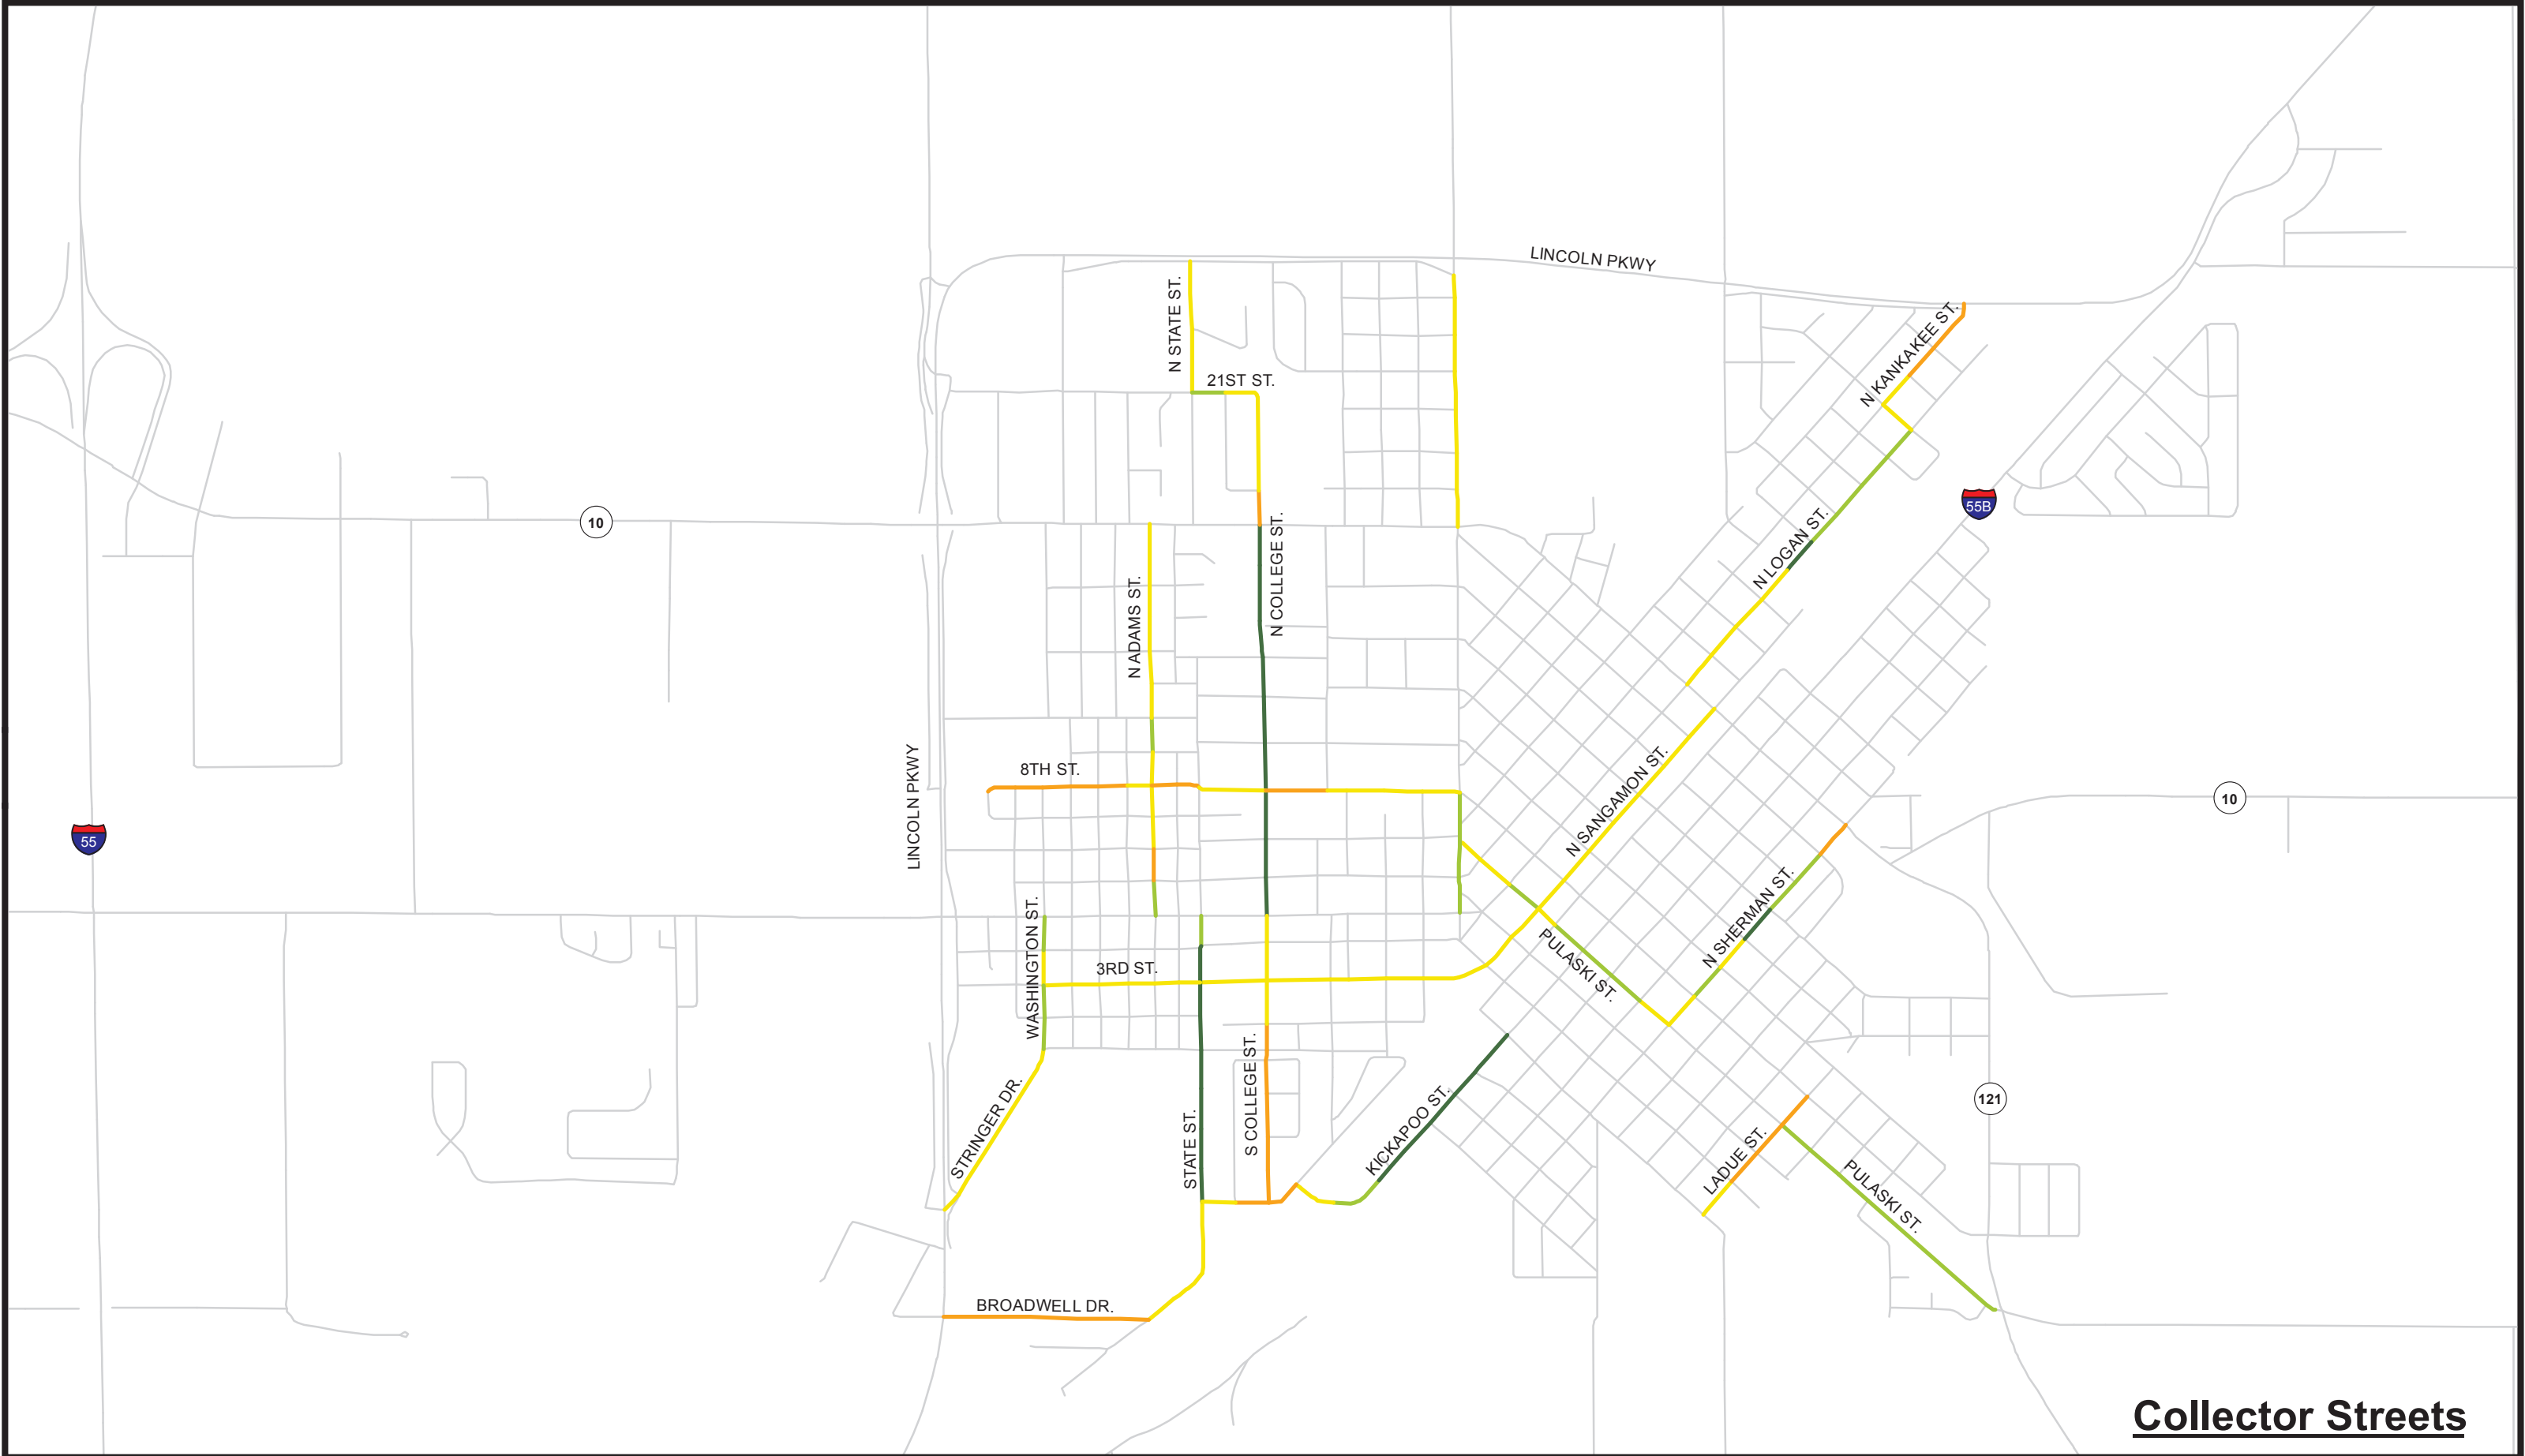 LINCOLN PKWY
N STATE ST.
N KANKAKEE ST.
21ST ST.
55B
10
N LOGAN ST.
N COLLEGE ST.
N ADAMS ST.
LINCOLN PKWY
8TH ST.
N SANGAMON ST.
10
55
N SHERMAN ST.
WASHINGTON ST.
3RD ST.
PULASKI ST.
S COLLEGE ST.
STRINGER DR.
STATE ST.
KICKAPOO ST.
121
LADUE ST.
PULASKI ST.
BROADWELL DR.
Collector Streets